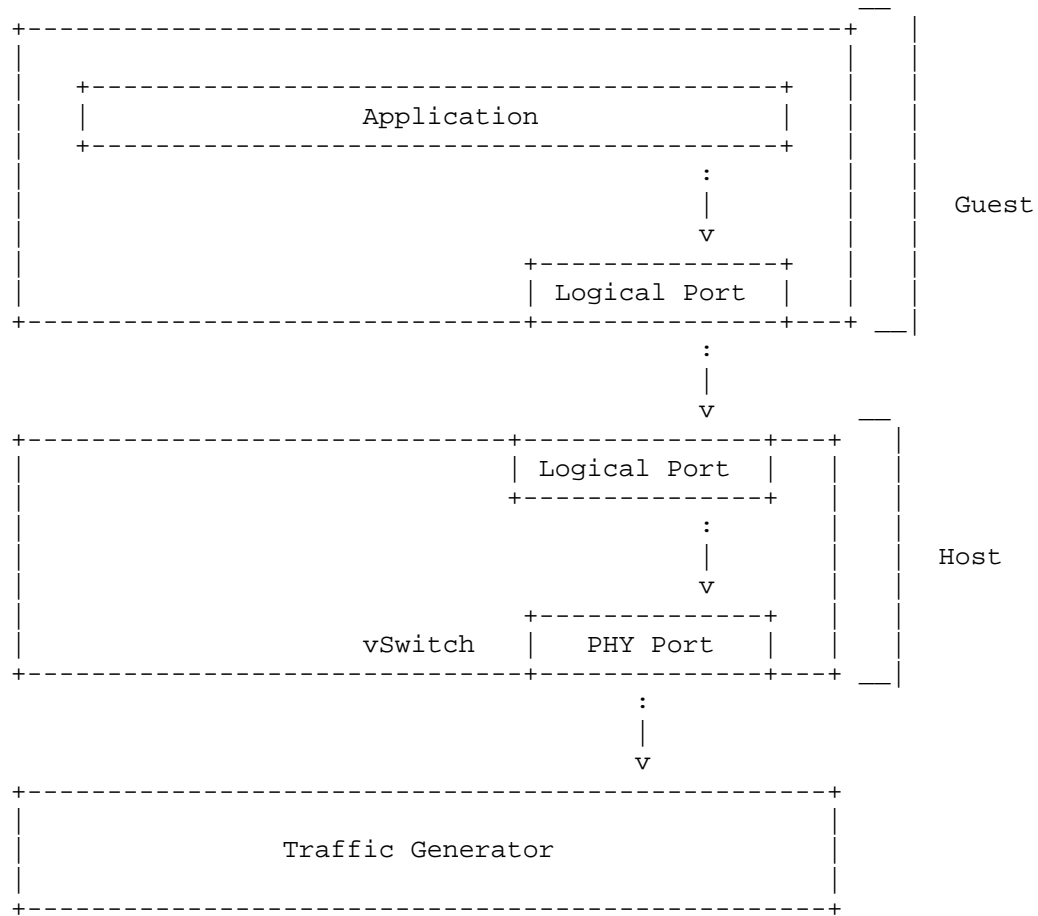 Application
:
|
v
Guest
Logical Port
:
|
v
Logical Port
:
|
v
Host
vSwitch | PHY Port |
:
|
v
Traffic Generator